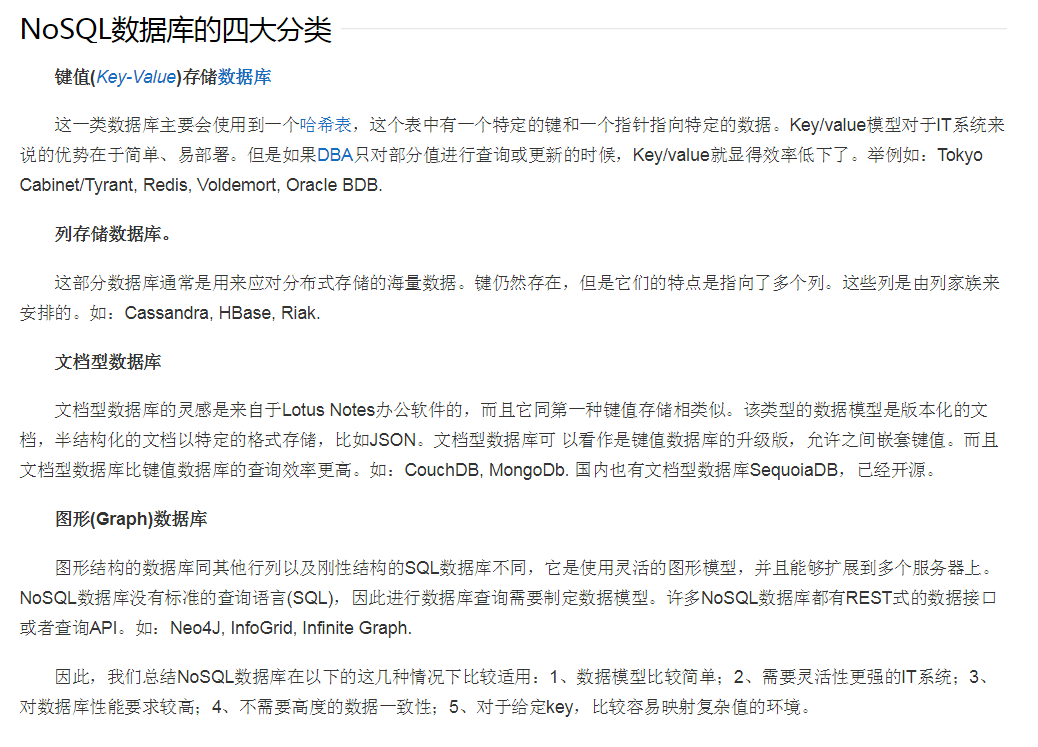 NoSQL数据库的四大分类
键值(Key-Value)存储数据库
这一类数据库主要会使用到一个哈希表，这个表中有一个特定的键和一个指针指向特定的数据。Key/value模型对于IT系统来
说的优势在于简单、易部署。但是如果DBA只对部分值进行查询或更新的时候，Key/value就显得效率低下了。举例如：Tokyo
Cabinet/Tyrant, Redis, Voldemort, Oracle BDB.
列存储数据库。
这部分数据库通常是用来应对分布式存储的海量数据。键仍然存在，但是它们的特点是指向了多个列。这些列是由列家族来
安排的。如：Cassandra, HBase, Riak.
文档型数据库
文档型数据库的灵感是来自于Lotus Notes办公软件的，而且它同第一种键值存储相类似。该类型的数据模型是版本化的文
档，半结构化的文档以特定的格式存储，比如JSON。文档型数据库可 以看作是键值数据库的升级版，允许之间嵌套键值。而且
文档型数据库比键值数据库的查询效率更高。如：CouchDB, MongoDb. 国内也有文档型数据库SequoiaDB，已经开源。
图形(Graph)数据库
图形结构的数据库同其他行列以及刚性结构的SQL数据库不同，它是使用灵活的图形模型，并且能够扩展到多个服务器上。
NoSQL数据库没有标准的查询语言(SQL)，因此进行数据库查询需要制定数据模型。许多NoSQL数据库都有REST式的数据接口
或者查询API。如：Neo4J, InfoGrid, Infinite Graph.
因此，我们总结NoSQL数据库在以下的这几种情况下比较适用：1、数据模型比较简单；2、需要灵活性更强的IT系统；3、
对数据库性能要求较高；4、不需要高度的数据一致性；5、对于给定key，比较容易映射复杂值的环境。